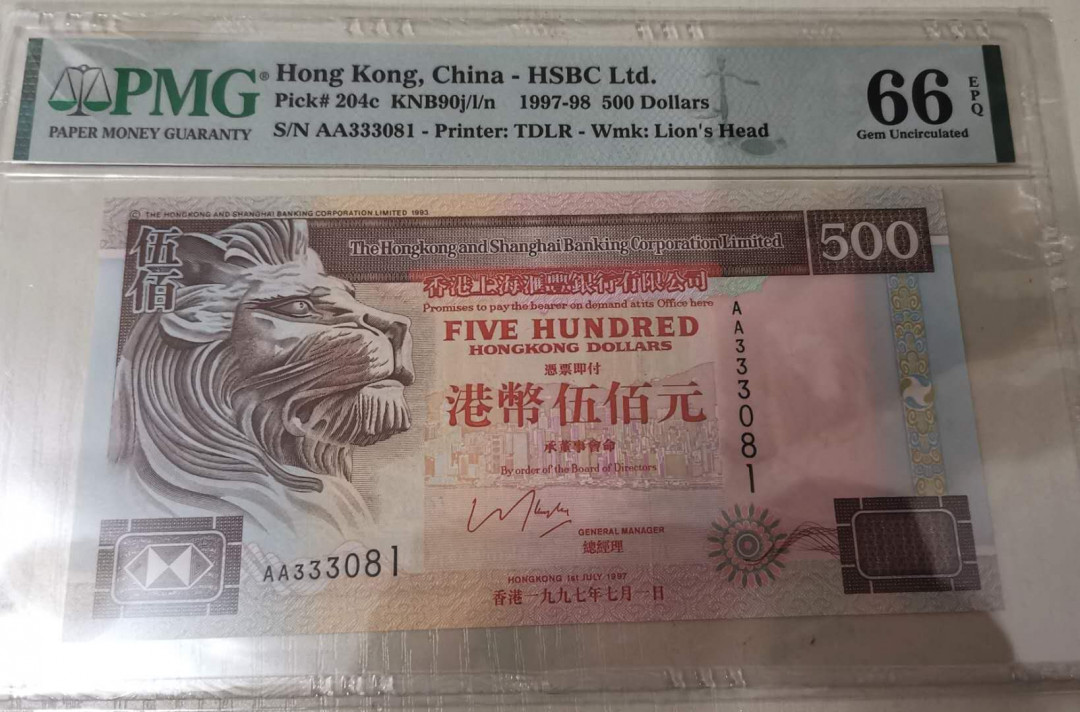 PMG®
PAPER MONEY GUARANTY
Hong Kong, China - HSBC Ltd.
Pick# 204c KNB90j/l/n 1997-98 500 Dollars
S/N AA333081 - Printer: TDLR - Wmk: Lion's Head
66
EPQ
Gem Uncirculated
© THE HONGKONG AND SHANGHAI BANKING CORPORATION LIMITED 1993
伍佰
The Hongkong and Shanghai Banking Corporation Limited
500
香港上海滙豐銀行有限公司
Promises to pay the bearer on demand at its Office here
FIVE HUNDRED
HONGKONG DOLLARS
憑票即付
港幣伍佰元
承董事會命
By order of the Board of Directors
AA333081
GENERAL MANAGER
總經理
AA333081
HONGKONG 1st JULY 1997
香港一九九七年七月一日